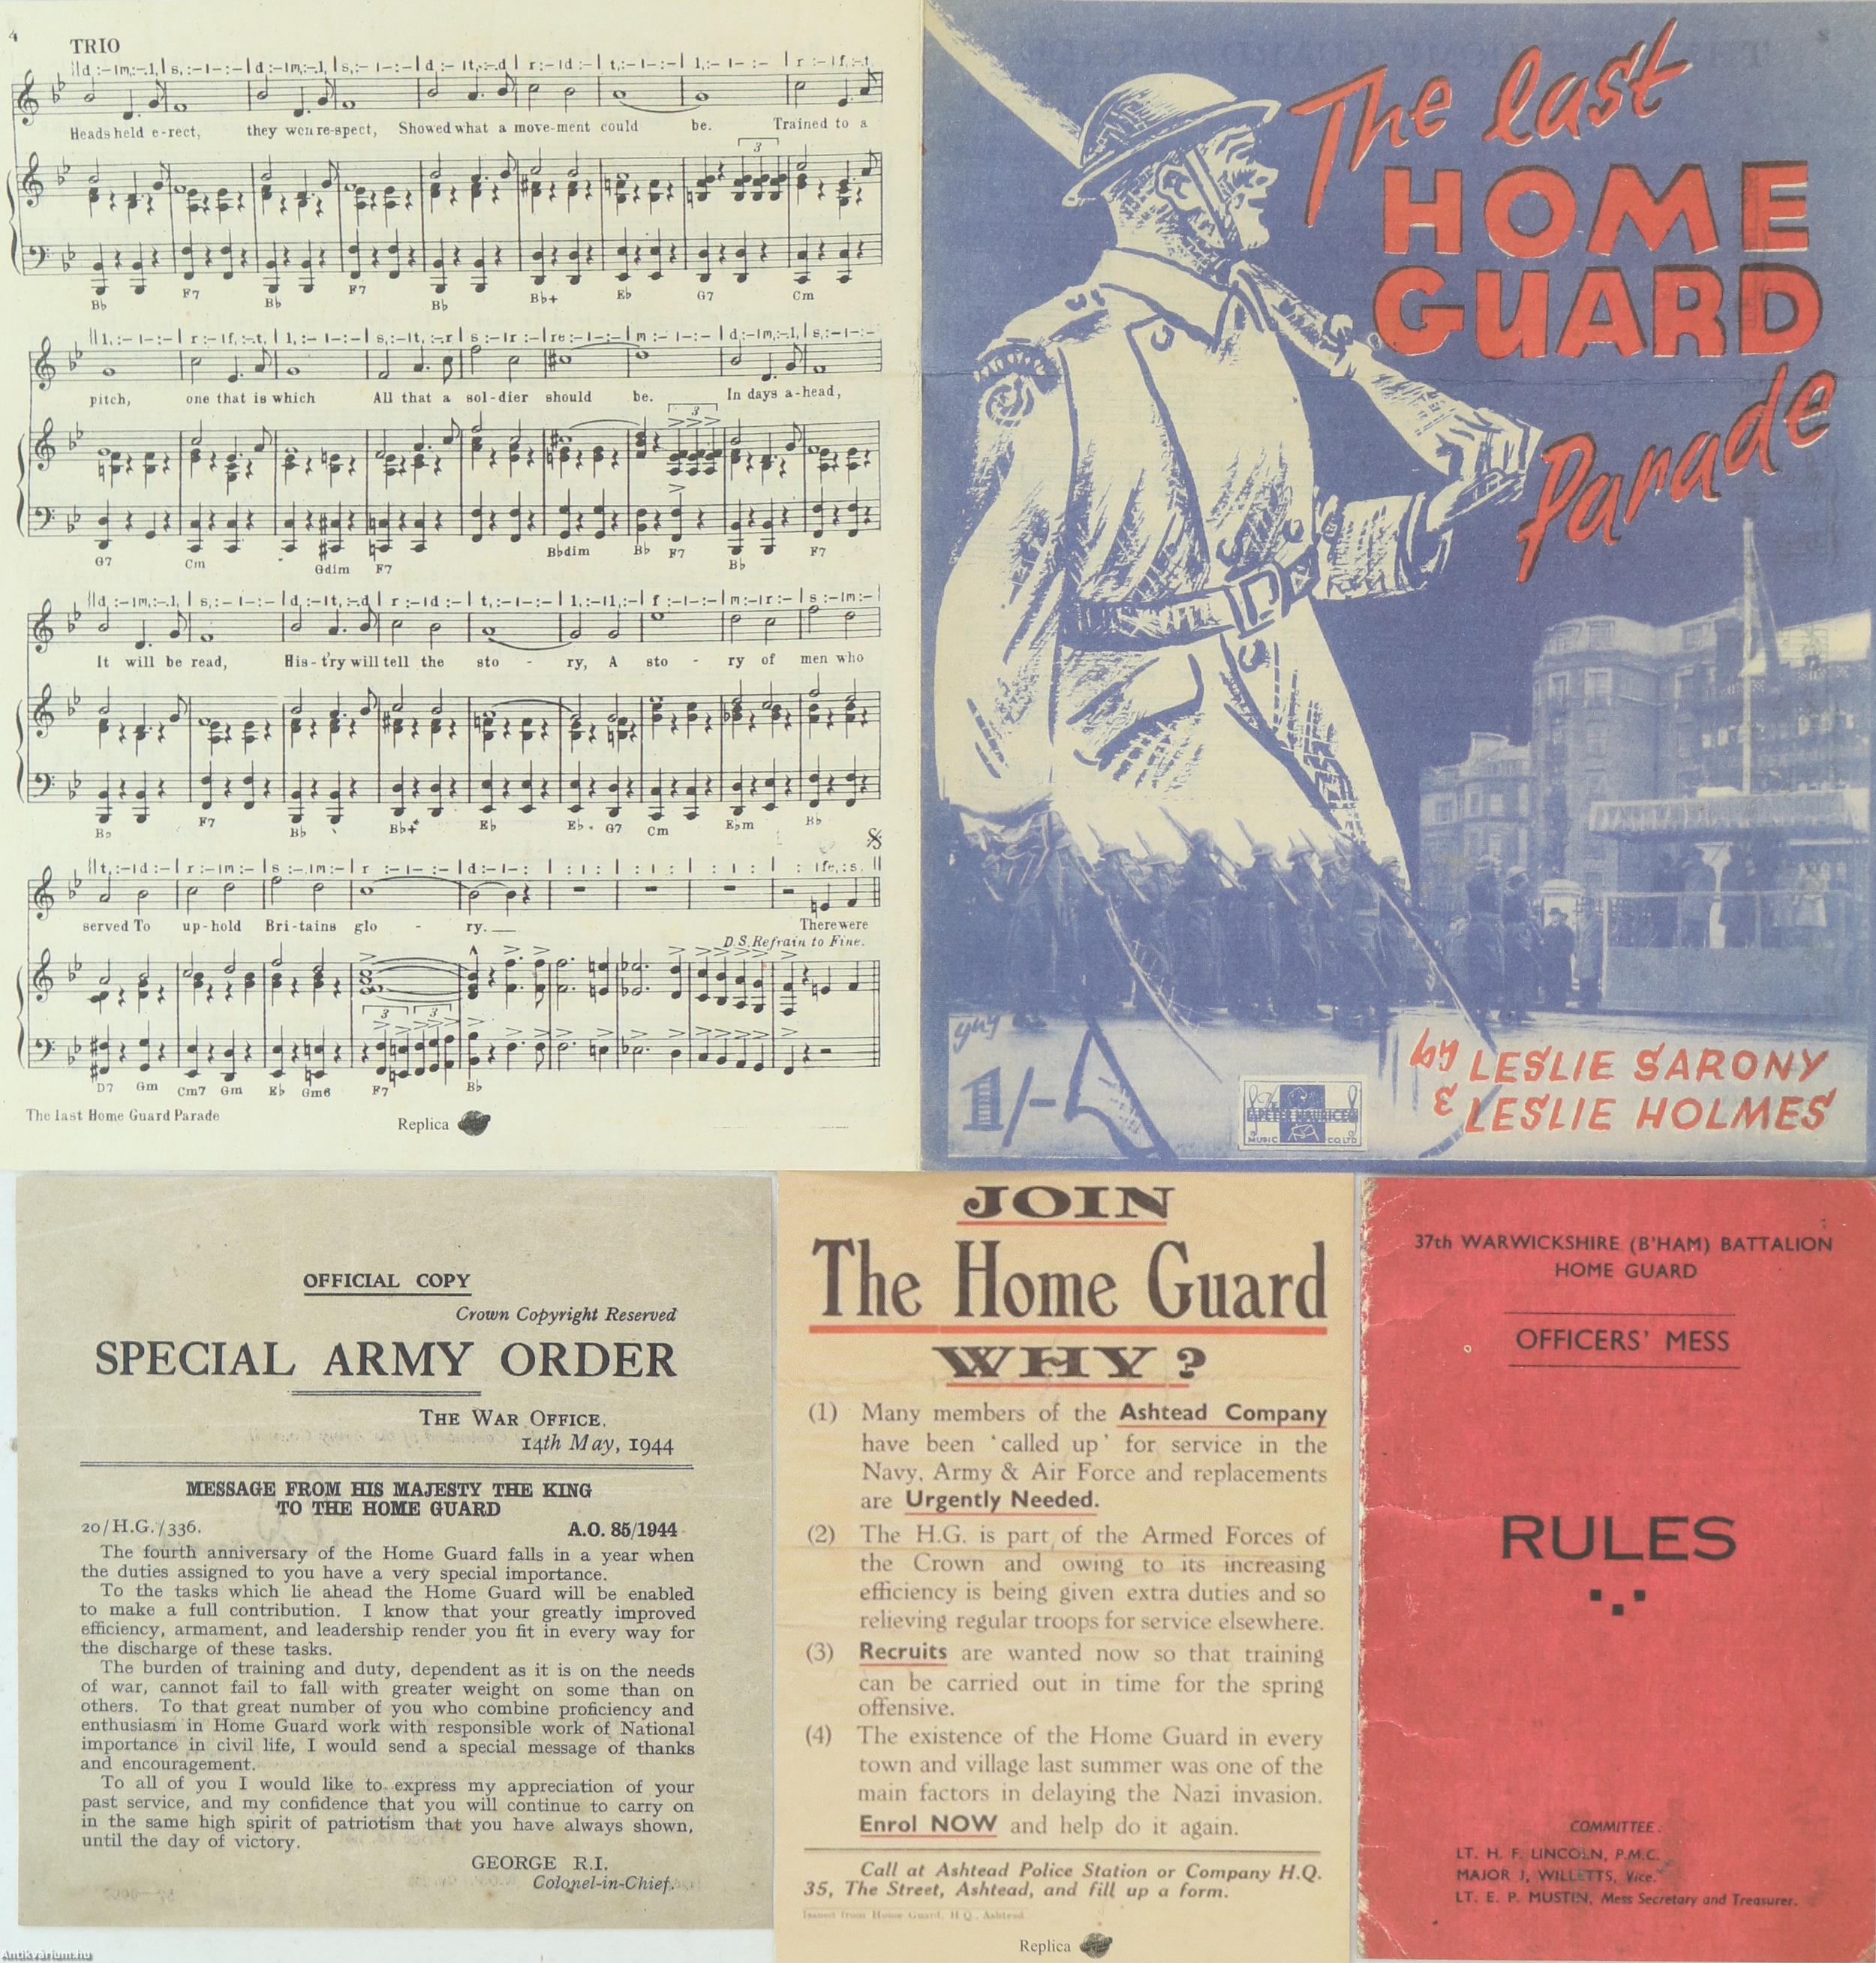 4
TRIO
Heads held e-rect, they won re-spect, Showed what a move-ment could be. Trained to a
3
Bb F7 Bb F7 Bb Bb+ Eb G7 Cm
pitch, one that is which All that a sol-dier should be. In days a-head,
3
G7 Cm Gdim F7 Bbdim Bb F7 Bb F7
It will be read, His-t'ry will tell the sto - ry, A sto - ry of men who
Bb F7 Bb Bb+ Eb Eb G7 Cm Ebm Bb
served To up-hold Bri-tains glo - ry. There were
D.S. Refrain to Fine.
3 3
D7 Gm Cm7 Gm Eb Gm6 F7 Bb
The last Home Guard Parade
Replica
The last
HOME
GUARD
Parade
guy
1/-
MUSIC CO. LTD
by LESLIE SARONY
& LESLIE HOLMES
OFFICIAL COPY
Crown Copyright Reserved
SPECIAL ARMY ORDER
THE WAR OFFICE,
14th May, 1944
MESSAGE FROM HIS MAJESTY THE KING
TO THE HOME GUARD
20/H.G./336. A.O. 85/1944
The fourth anniversary of the Home Guard falls in a year when
the duties assigned to you have a very special importance.
To the tasks which lie ahead the Home Guard will be enabled
to make a full contribution. I know that your greatly improved
efficiency, armament, and leadership render you fit in every way for
the discharge of these tasks.
The burden of training and duty, dependent as it is on the needs
of war, cannot fail to fall with greater weight on some than on
others. To that great number of you who combine proficiency and
enthusiasm in Home Guard work with responsible work of National
importance in civil life, I would send a special message of thanks
and encouragement.
To all of you I would like to express my appreciation of your
past service, and my confidence that you will continue to carry on
in the same high spirit of patriotism that you have always shown,
until the day of victory.
GEORGE R.I.
Colonel-in-Chief.
JOIN
The Home Guard
WHY?
(1) Many members of the Ashtead Company
have been 'called up' for service in the
Navy, Army & Air Force and replacements
are Urgently Needed.
(2) The H.G. is part of the Armed Forces of
the Crown and owing to its increasing
efficiency is being given extra duties and so
relieving regular troops for service elsewhere.
(3) Recruits are wanted now so that training
can be carried out in time for the spring
offensive.
(4) The existence of the Home Guard in every
town and village last summer was one of the
main factors in delaying the Nazi invasion.
Enrol NOW and help do it again.
Call at Ashtead Police Station or Company H.Q.
35, The Street, Ashtead, and fill up a form.
Issued from Home Guard, H.Q., Ashtead
Replica
37th WARWICKSHIRE (B'HAM) BATTALION
HOME GUARD
OFFICERS' MESS
RULES
COMMITTEE.
LT. H. F. LINCOLN, P.M.C.
MAJOR J. WILLETTS, Vice.
LT. E. P. MUSTIN, Mess Secretary and Treasurer.
Antikvárium.hu